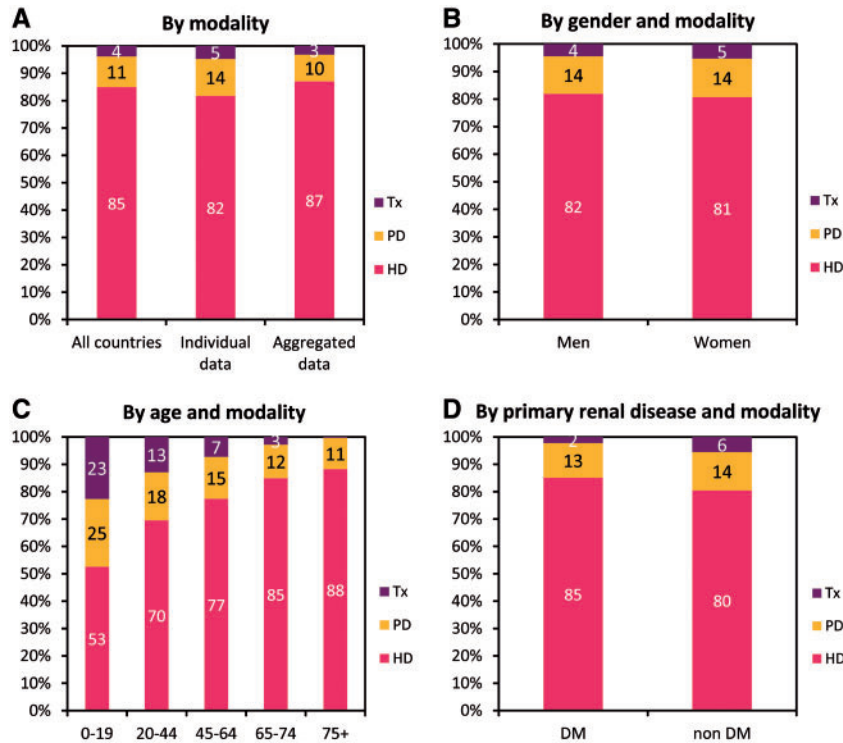 A
By modality
100%
90%
80%
70%
60%
50%
40%
30%
20%
10%
0%
4 5 3
11 14 10
85 82 87
Tx
PD
HD
All countries Individual data Aggregated data
B
By gender and modality
100%
90%
80%
70%
60%
50%
40%
30%
20%
10%
0%
4 5
14 14
82 81
Tx
PD
HD
Men Women
C
By age and modality
100%
90%
80%
70%
60%
50%
40%
30%
20%
10%
0%
23 13 7 3
25 18 15 12 11
53 70 77 85 88
Tx
PD
HD
0-19 20-44 45-64 65-74 75+
D
By primary renal disease and modality
100%
90%
80%
70%
60%
50%
40%
30%
20%
10%
0%
2 6
13 14
85 80
Tx
PD
HD
DM non DM